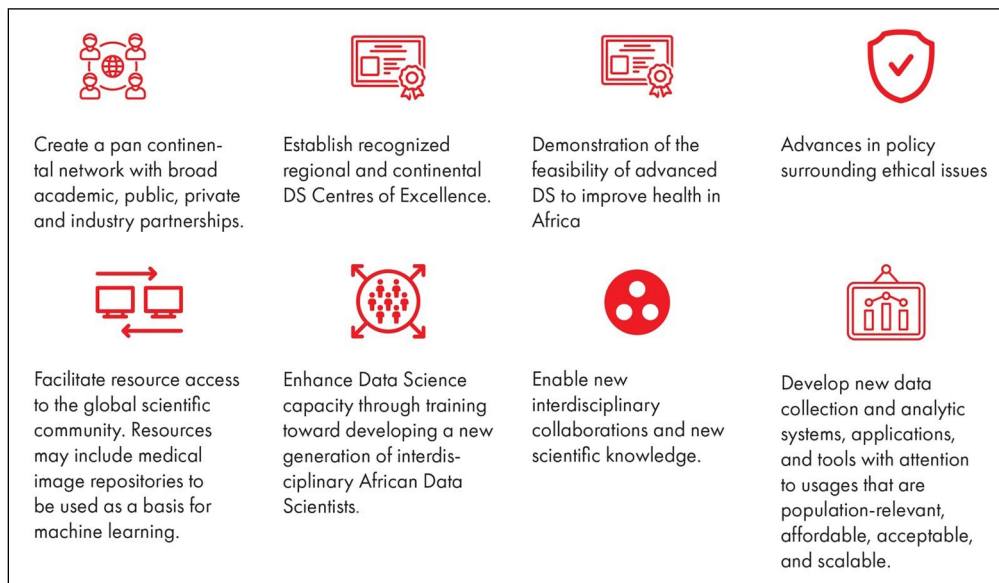 Create a pan continen-
tal network with broad
academic, public, private
and industry partnerships.
Establish recognized
regional and continental
DS Centres of Excellence.
Demonstration of the
feasibility of advanced
DS to improve health in
Africa
Advances in policy
surrounding ethical issues
Facilitate resource access
to the global scientific
community. Resources
may include medical
image repositories to
be used as a basis for
machine learning.
Enhance Data Science
capacity through training
toward developing a new
generation of interdis-
ciplinary African Data
Scientists.
Enable new
interdisciplinary
collaborations and new
scientific knowledge.
Develop new data
collection and analytic
systems, applications,
and tools with attention
to usages that are
population-relevant,
affordable, acceptable,
and scalable.